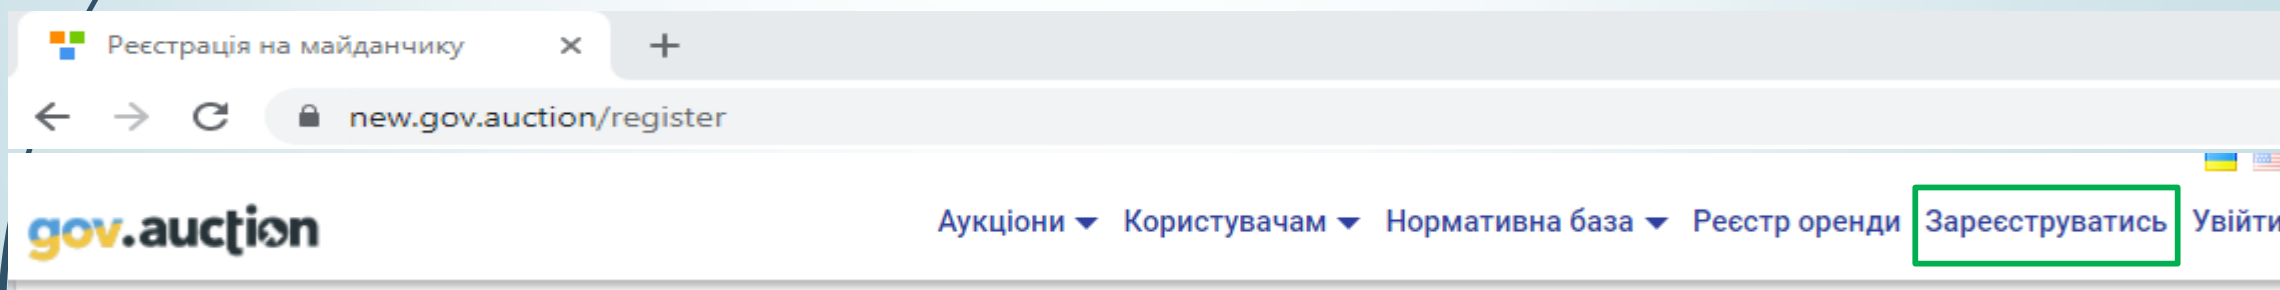 Реєстрація на майданчику
new.gov.auction/register
gov.auction Аукціони Користувачам Нормативна база Реєстр оренди Зареєструватись Увійти